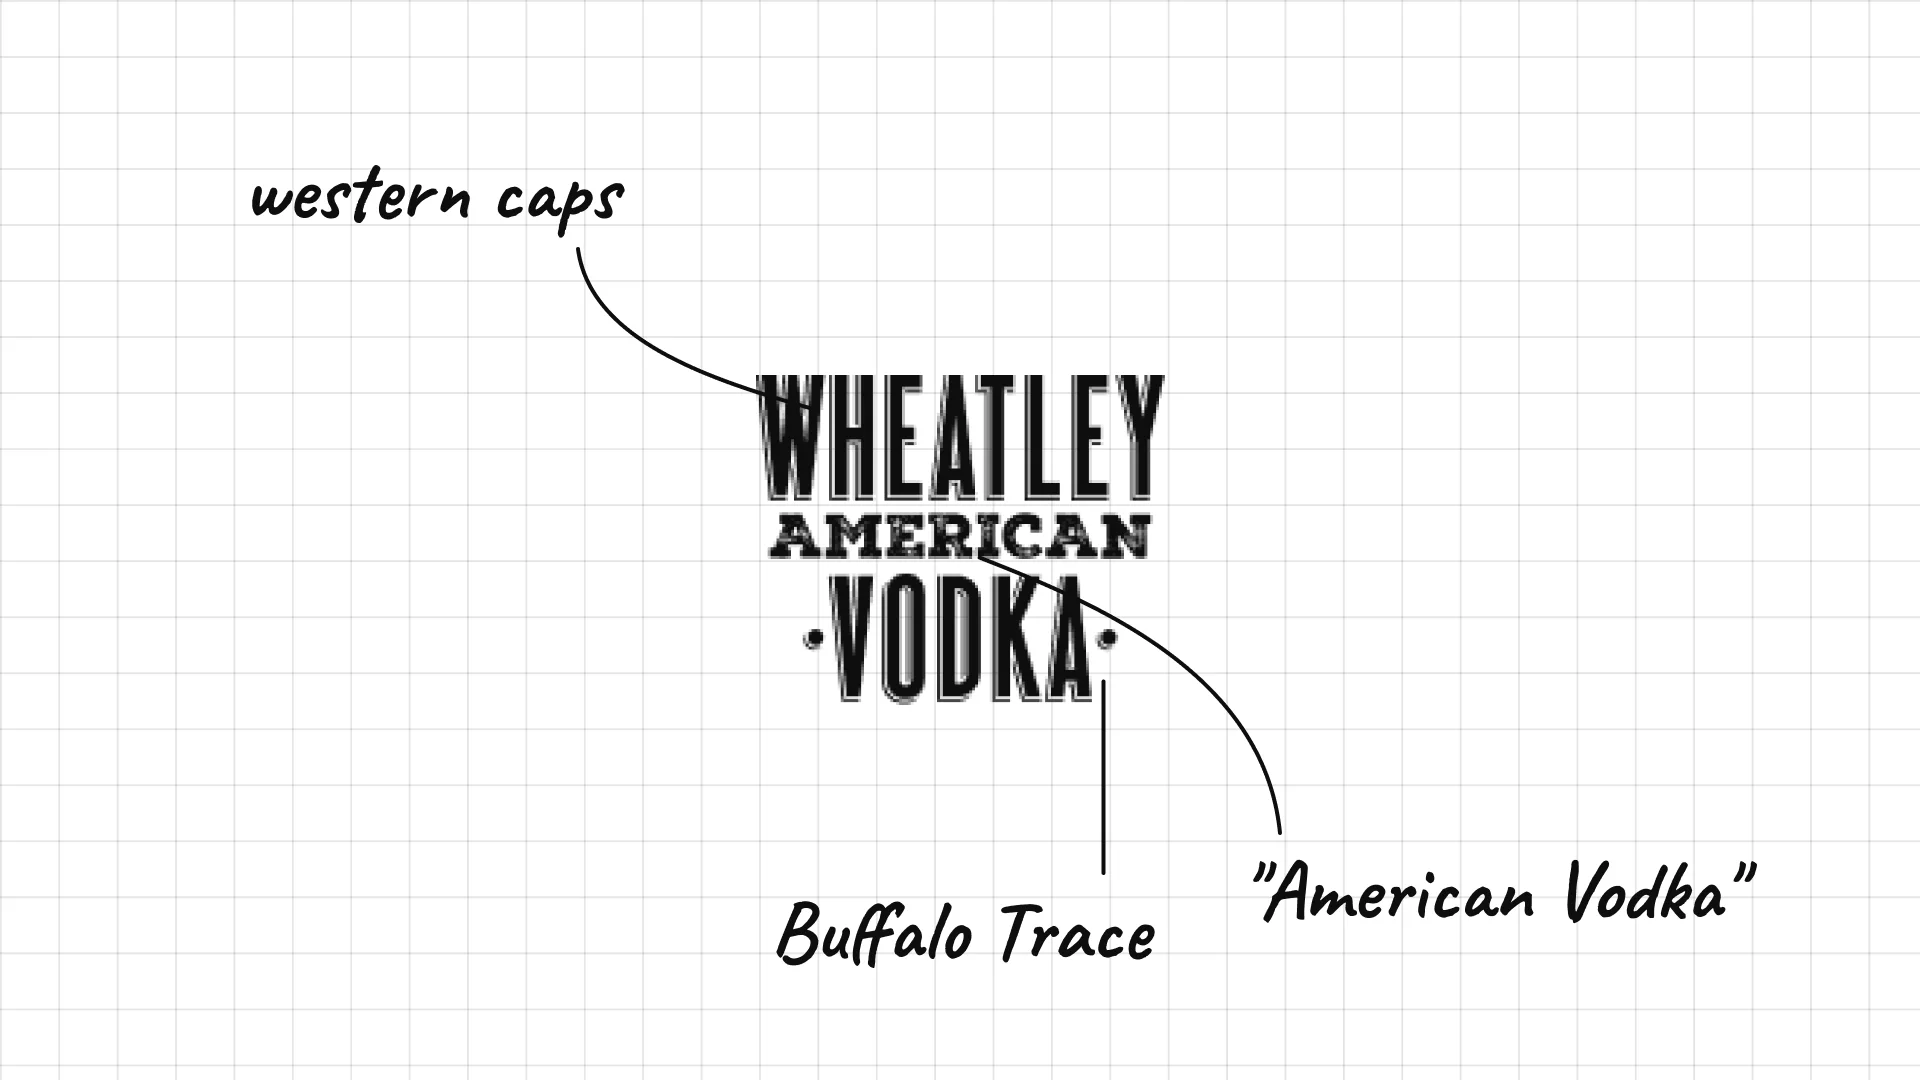 western caps
WHEATLEY
AMERICAN
•VODKA•
"American Vodka"
Buffalo Trace